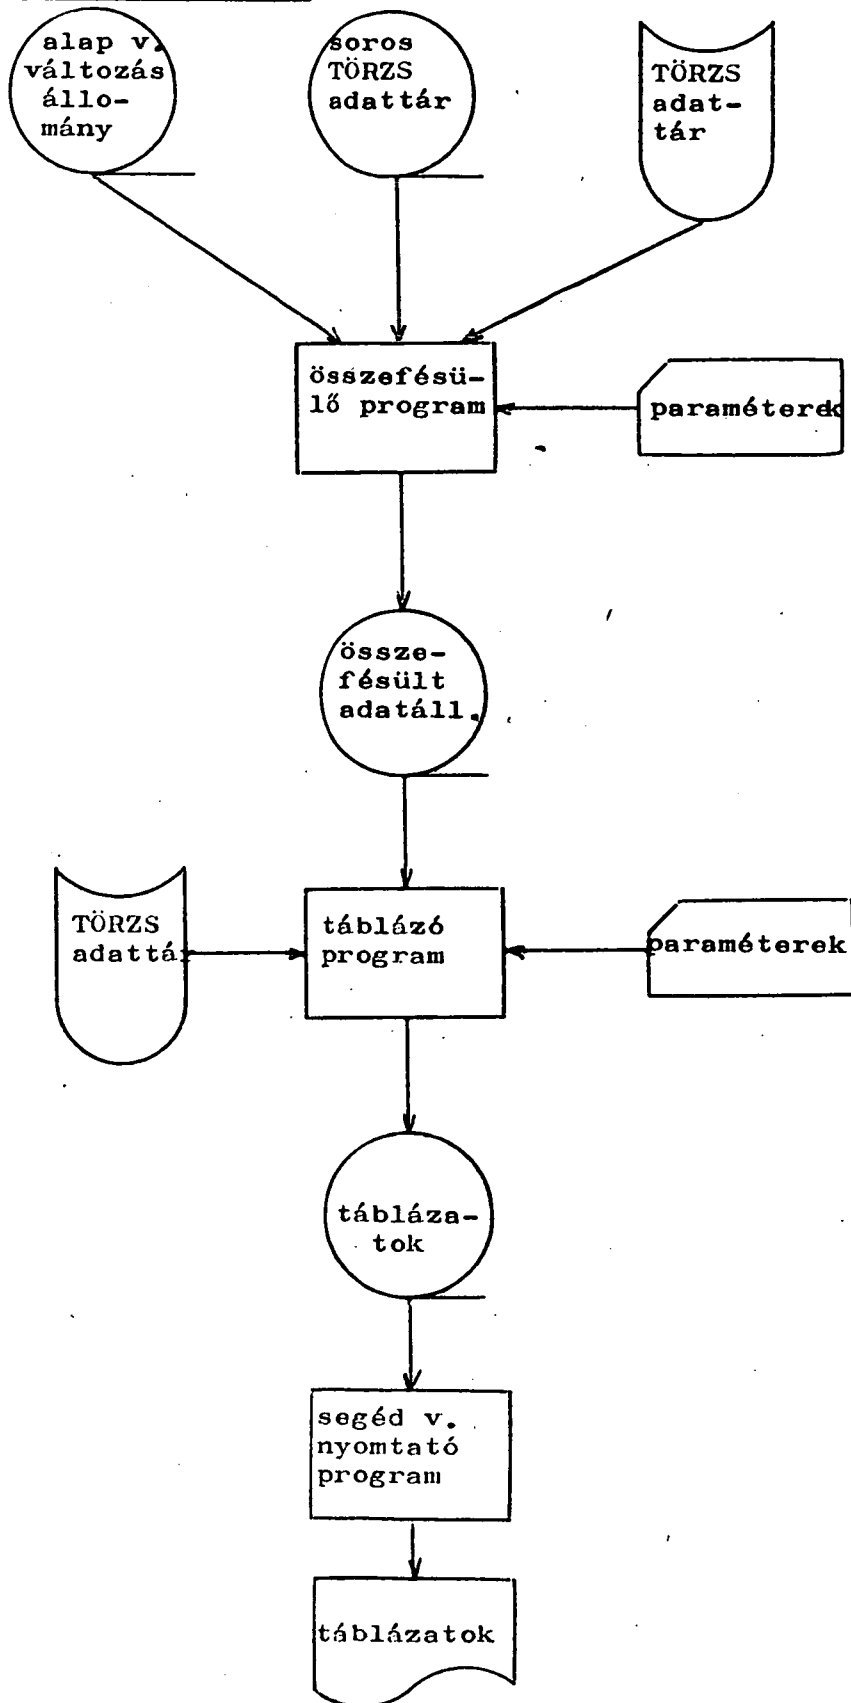 alap v.
változás
állo-
mány
soros
TÖRZS
adattár
TÖRZS
adat-
tár
összefésü-
lő program
paraméterek
össze-
fésült
adatáll.
TÖRZS
adattár
táblázó
program
paraméterek
tábláza-
tok
segéd v.
nyomtató
program
táblázatok